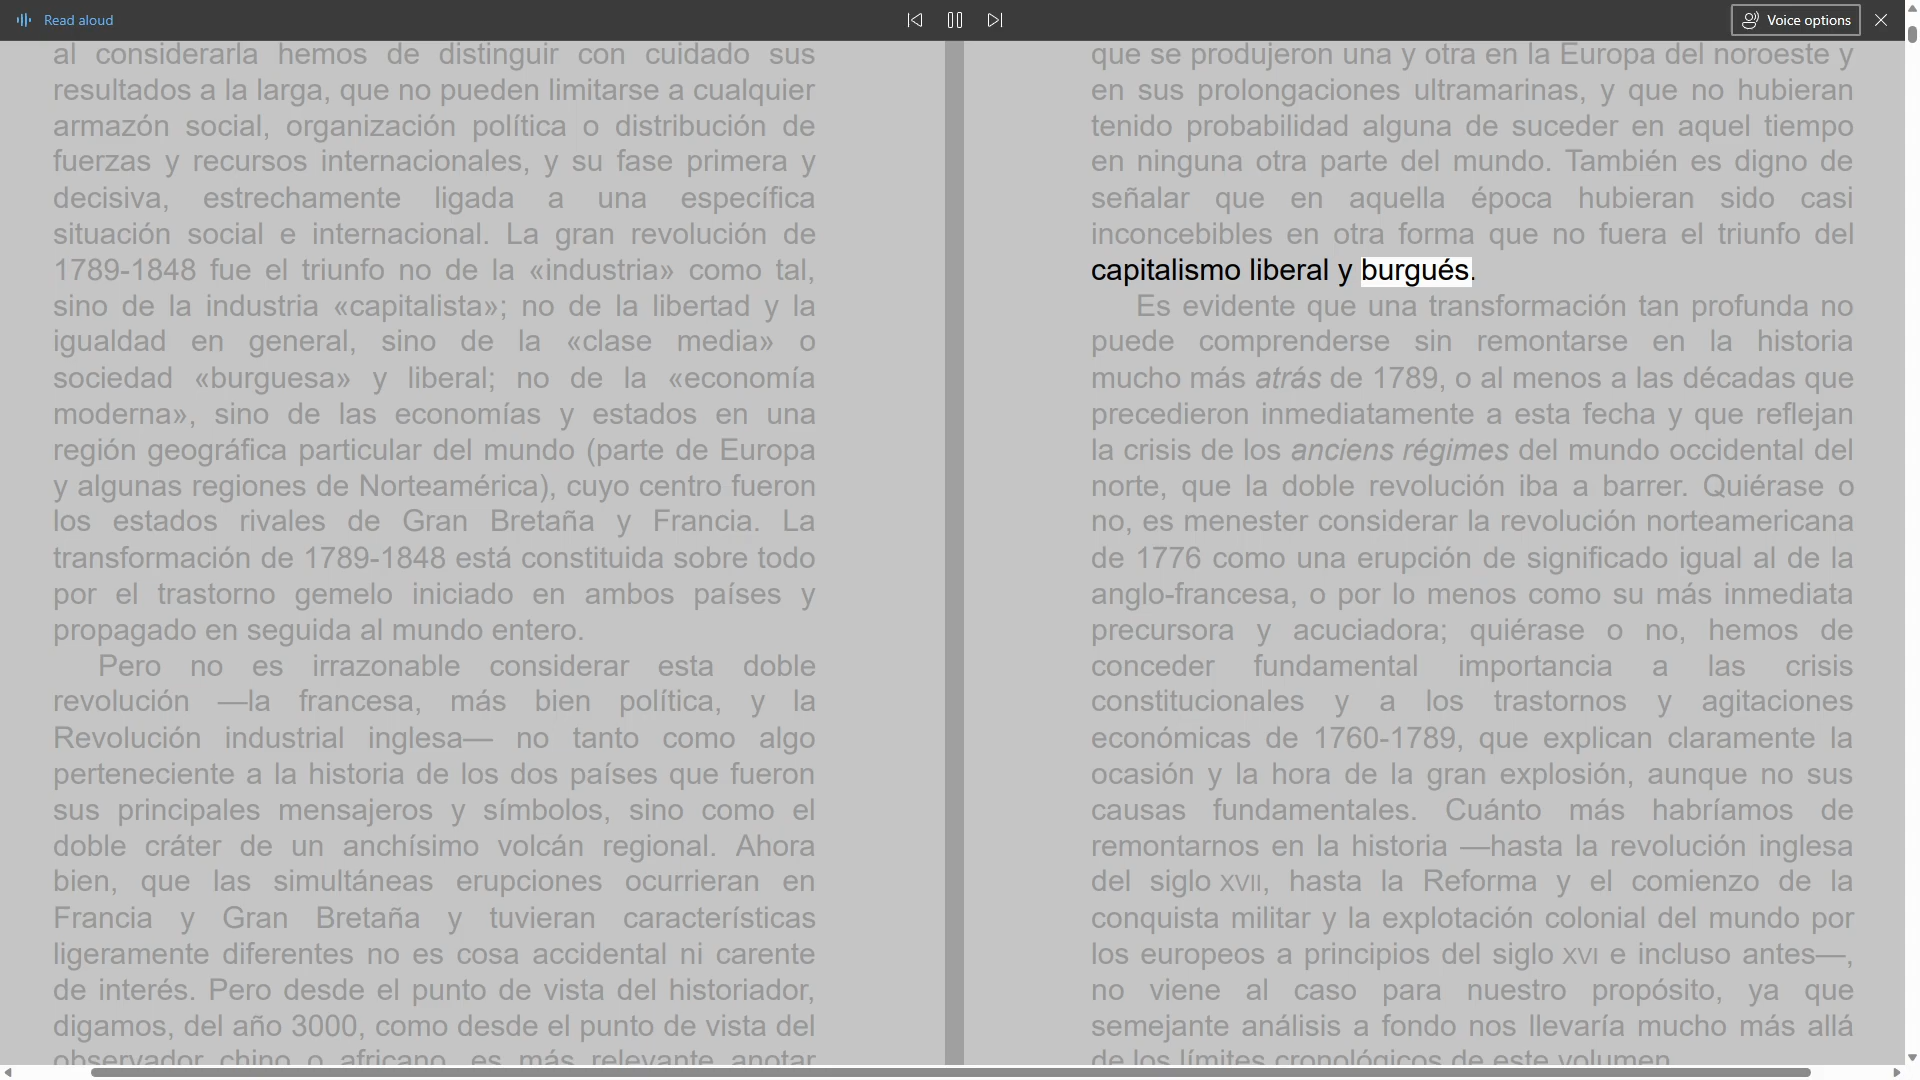 Read aloud
Voice options
al considerarla hemos de distinguir con cuidado sus
resultados a la larga, que no pueden limitarse a cualquier
armazón social, organización política o distribución de
fuerzas y recursos internacionales, y su fase primera y
decisiva, estrechamente ligada a una específica
situación social e internacional. La gran revolución de
1789-1848 fue el triunfo no de la «industria» como tal,
sino de la industria «capitalista»; no de la libertad y la
igualdad en general, sino de la «clase media» o
sociedad «burguesa» y liberal; no de la «economía
moderna», sino de las economías y estados en una
región geográfica particular del mundo (parte de Europa
y algunas regiones de Norteamérica), cuyo centro fueron
los estados rivales de Gran Bretaña y Francia. La
transformación de 1789-1848 está constituida sobre todo
por el trastorno gemelo iniciado en ambos países y
propagado en seguida al mundo entero.
Pero no es irrazonable considerar esta doble
revolución —la francesa, más bien política, y la
Revolución industrial inglesa— no tanto como algo
perteneciente a la historia de los dos países que fueron
sus principales mensajeros y símbolos, sino como el
doble cráter de un anchísimo volcán regional. Ahora
bien, que las simultáneas erupciones ocurrieran en
Francia y Gran Bretaña y tuvieran características
ligeramente diferentes no es cosa accidental ni carente
de interés. Pero desde el punto de vista del historiador,
digamos, del año 3000, como desde el punto de vista del
observador chino o africano, es más relevante anotar
que se produjeron una y otra en la Europa del noroeste y
en sus prolongaciones ultramarinas, y que no hubieran
tenido probabilidad alguna de suceder en aquel tiempo
en ninguna otra parte del mundo. También es digno de
señalar que en aquella época hubieran sido casi
inconcebibles en otra forma que no fuera el triunfo del
capitalismo liberal y burgués.
Es evidente que una transformación tan profunda no
puede comprenderse sin remontarse en la historia
mucho más atrás de 1789, o al menos a las décadas que
precedieron inmediatamente a esta fecha y que reflejan
la crisis de los anciens régimes del mundo occidental del
norte, que la doble revolución iba a barrer. Quiérase o
no, es menester considerar la revolución norteamericana
de 1776 como una erupción de significado igual al de la
anglo-francesa, o por lo menos como su más inmediata
precursora y acuciadora; quiérase o no, hemos de
conceder fundamental importancia a las crisis
constitucionales y a los trastornos y agitaciones
económicas de 1760-1789, que explican claramente la
ocasión y la hora de la gran explosión, aunque no sus
causas fundamentales. Cuánto más habríamos de
remontarnos en la historia —hasta la revolución inglesa
del siglo XVII, hasta la Reforma y el comienzo de la
conquista militar y la explotación colonial del mundo por
los europeos a principios del siglo XVI e incluso antes—,
no viene al caso para nuestro propósito, ya que
semejante análisis a fondo nos llevaría mucho más allá
de los límites cronológicos de este volumen.